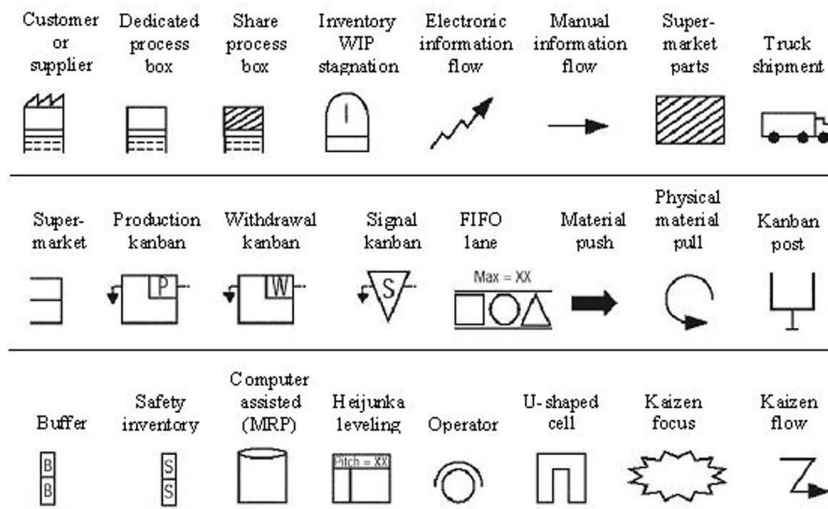 Customer or supplier
Dedicated process box
Share process box
Inventory WIP stagnation
Electronic information flow
Manual information flow
Super-market parts
Truck shipment
I
Super-market
Production kanban
Withdrawal kanban
Signal kanban
FIFO lane
Material push
Physical material pull
Kanban post
P
W
S
Max = XX
Buffer
Safety inventory
Computer assisted (MRP)
Heijunka leveling
Operator
U-shaped cell
Kaizen focus
Kaizen flow
B
B
S
S
Pitch = XX